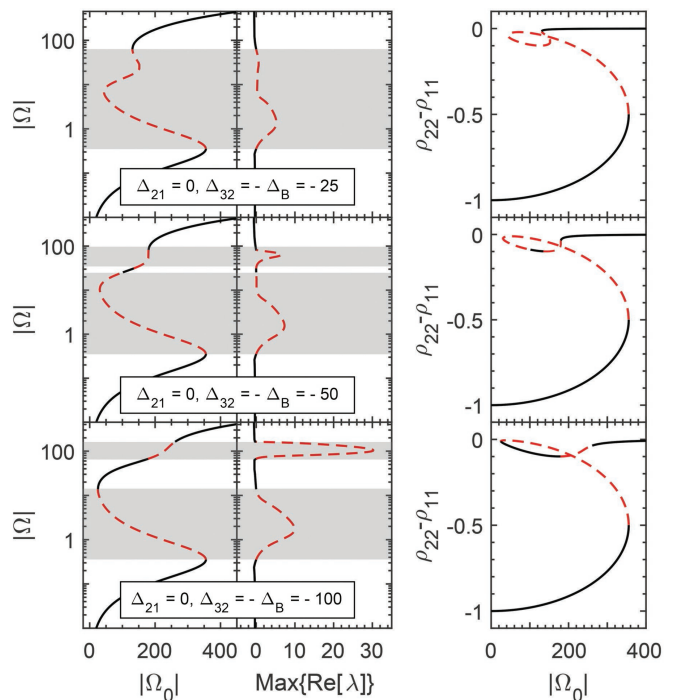 100
1
|Ω|
Δ21 = 0, Δ32 = - ΔB = - 25
0
-0.5
-1
ρ22-ρ11
100
1
|Ω|
Δ21 = 0, Δ32 = - ΔB = - 50
0
-0.5
-1
ρ22-ρ11
100
1
|Ω|
Δ21 = 0, Δ32 = - ΔB = - 100
0
-0.5
-1
ρ22-ρ11
0 200 400
|Ω0|
0 10 20 30
Max{Re[λ]}
0 200 400
|Ω0|